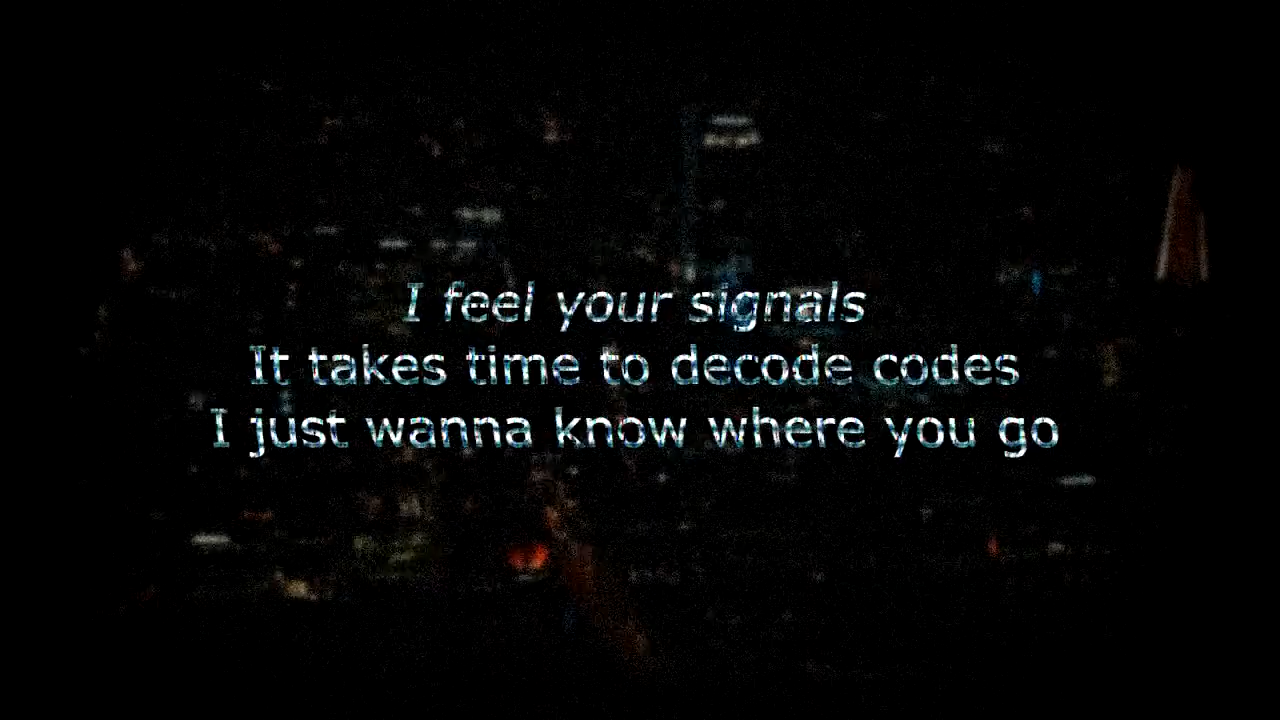 I feel your signals
It takes time to decode codes
I just wanna know where you go